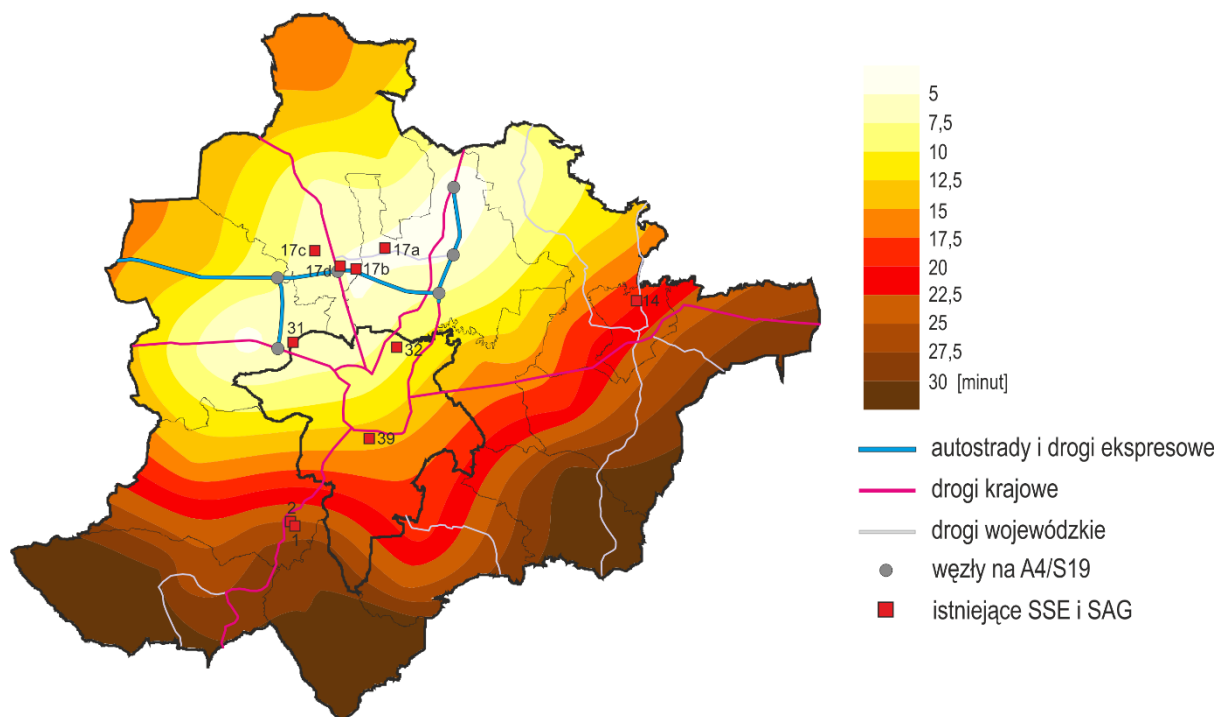 17c
17a
17d
17b
14
31
32
39
2
1
5
7,5
10
12,5
15
17,5
20
22,5
25
27,5
30 [minut]
autostrady i drogi ekspresowe
drogi krajowe
drogi wojewódzkie
węzły na A4/S19
istniejące SSE i SAG